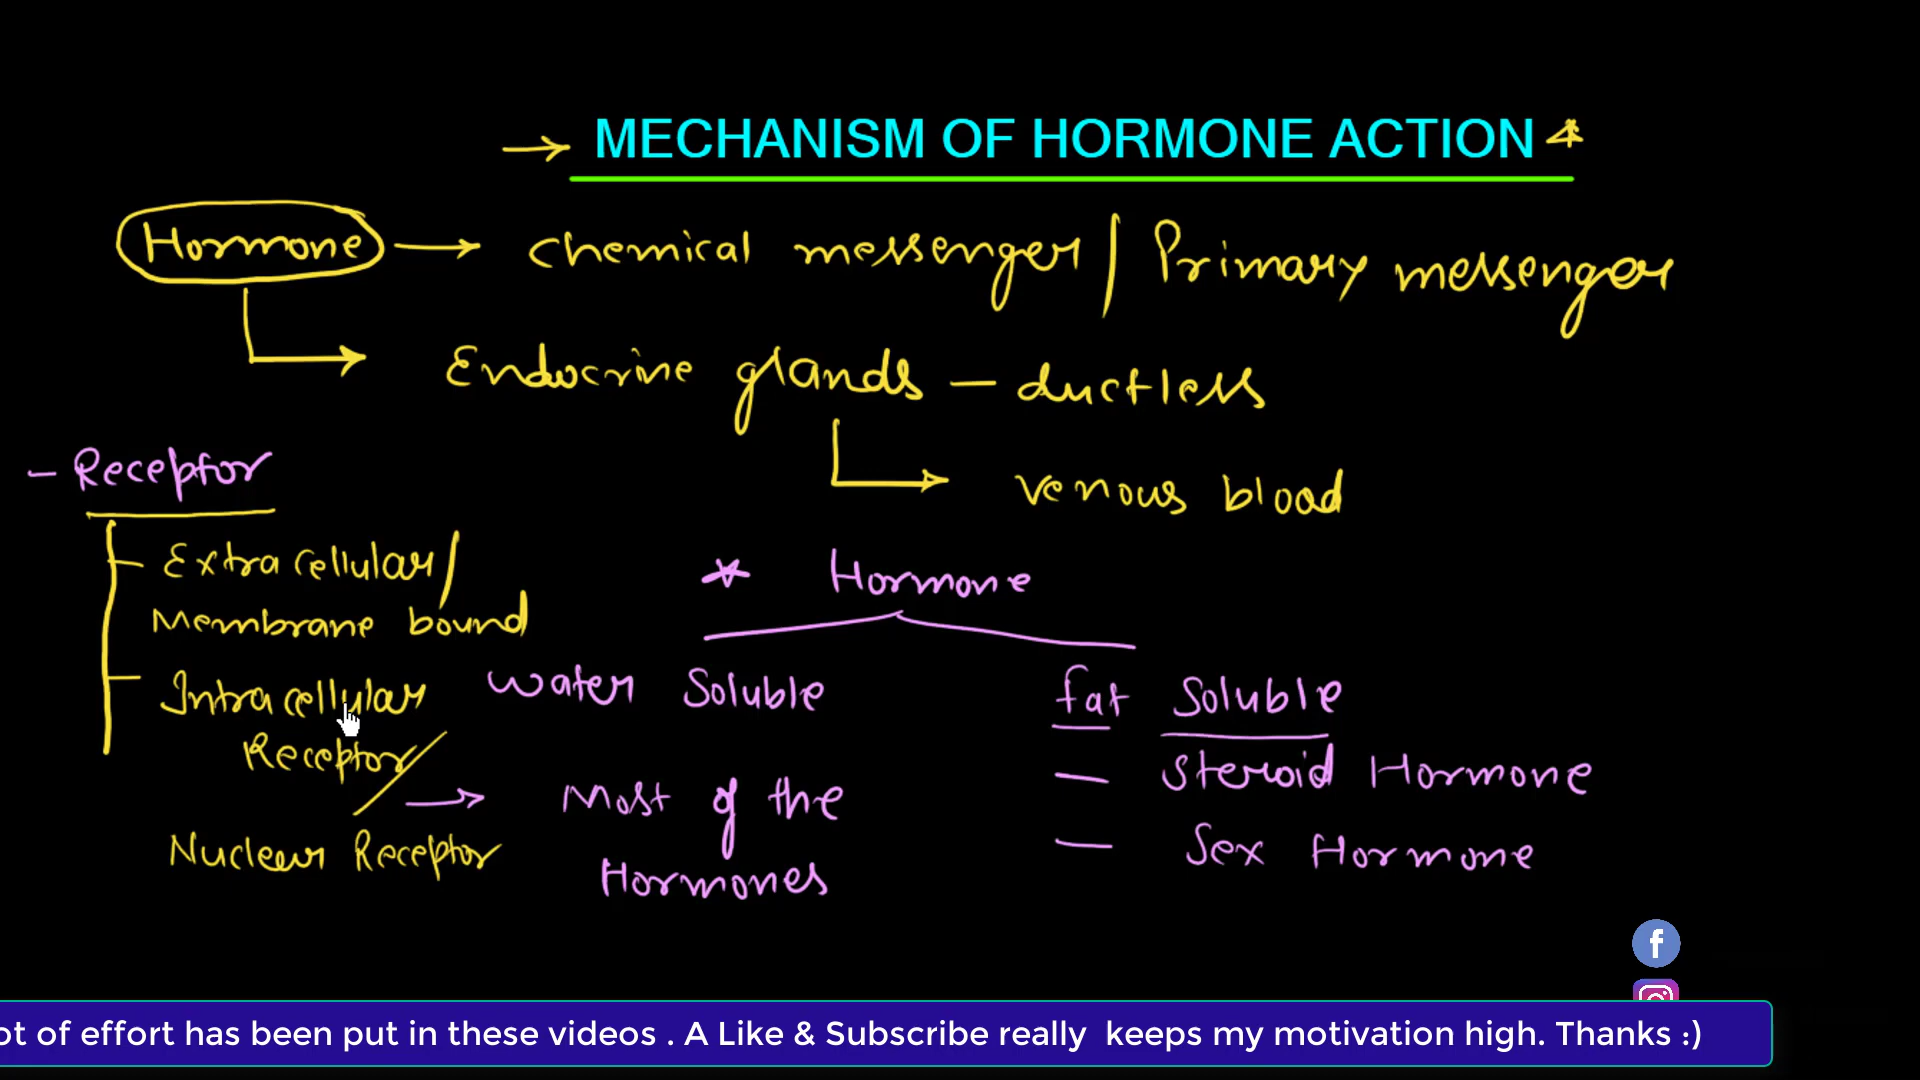 → MECHANISM OF HORMONE ACTION
Hormone → chemical messenger / Primary messenger
Endocrine glands - ductless
→ venous blood
- Receptor
Extracellular /
Membrane bound
Intracellular
Receptor /
Nuclear Receptor
* Hormone
water Soluble
→ Most of the
Hormones
fat Soluble
- Steroid Hormone
- Sex Hormone
f
ot of effort has been put in these videos . A Like & Subscribe really keeps my motivation high. Thanks :)